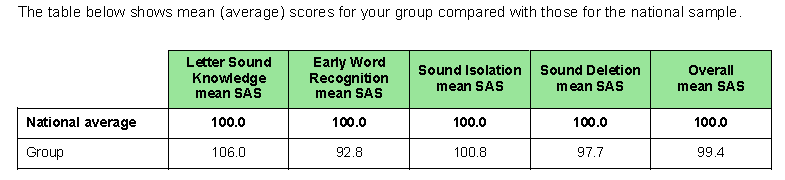 The table below shows mean (average) scores for your group compared with those for the national sample.
Letter Sound Knowledge mean SAS
Early Word Recognition mean SAS
Sound Isolation mean SAS
Sound Deletion mean SAS
Overall mean SAS
National average 100.0 100.0 100.0 100.0 100.0
Group 106.0 92.8 100.8 97.7 99.4